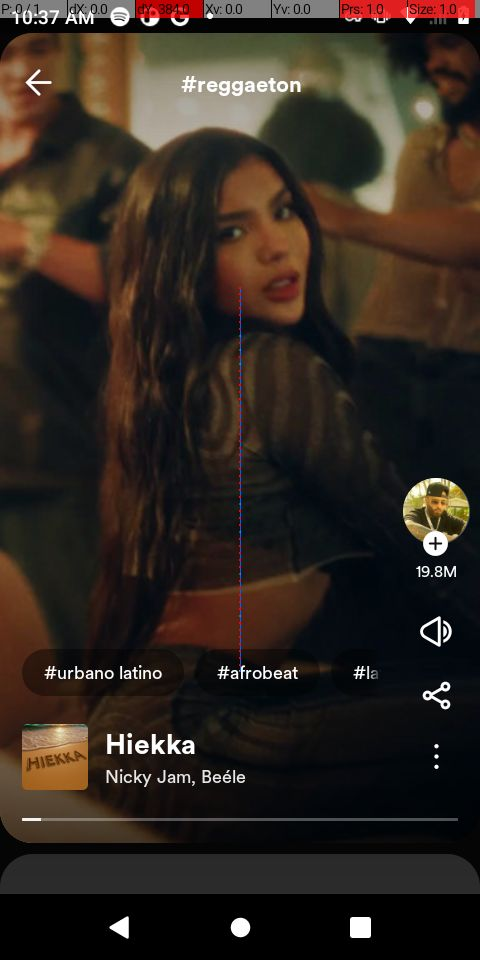 P: 0 / 1 dX: 0.0 dY: 384.0 Xv: 0.0 Yv: 0.0 Prs: 1.0 Size: 1.0
10:37 AM
#reggaeton
19.8M
#urbano latino #afrobeat #la
HIEKKA
Hiekka
Nicky Jam, Beéle